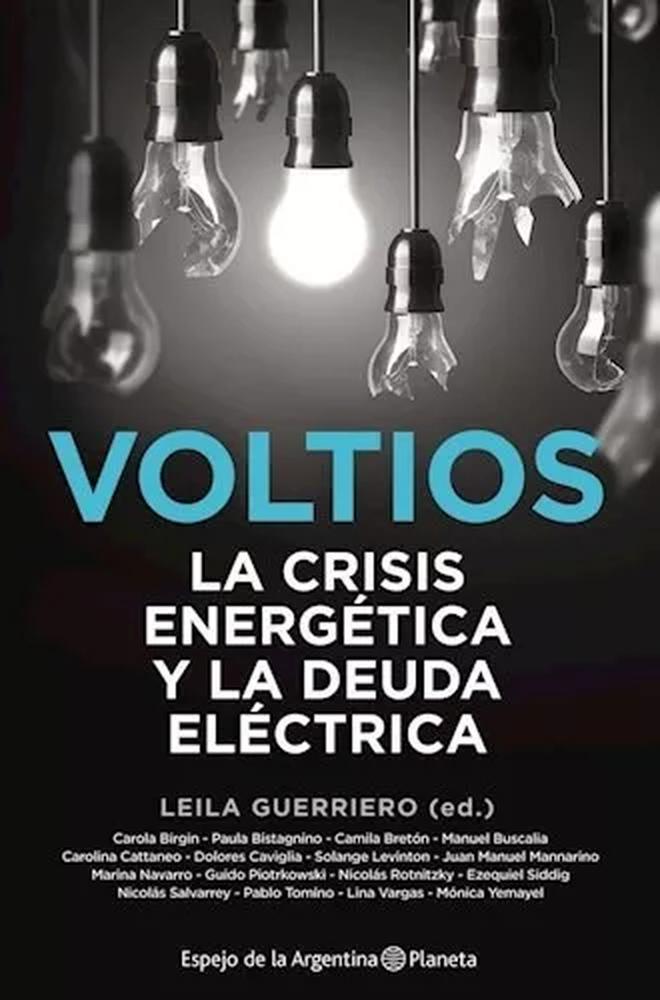 VOLTIOS
LA CRISIS
ENERGÉTICA
Y LA DEUDA
ELÉCTRICA
LEILA GUERRIERO (ed.)
Carola Birgin - Paula Bistagnino - Camila Bretón - Manuel Buscalia
Carolina Cattaneo - Dolores Caviglia - Solange Levinton - Juan Manuel Mannarino
Marina Navarro - Guido Piotrkowski - Nicolás Rotnitzky - Ezequiel Siddig
Nicolás Salvarrey - Pablo Tomino - Lina Vargas - Mónica Yemayel
Espejo de la Argentina Planeta